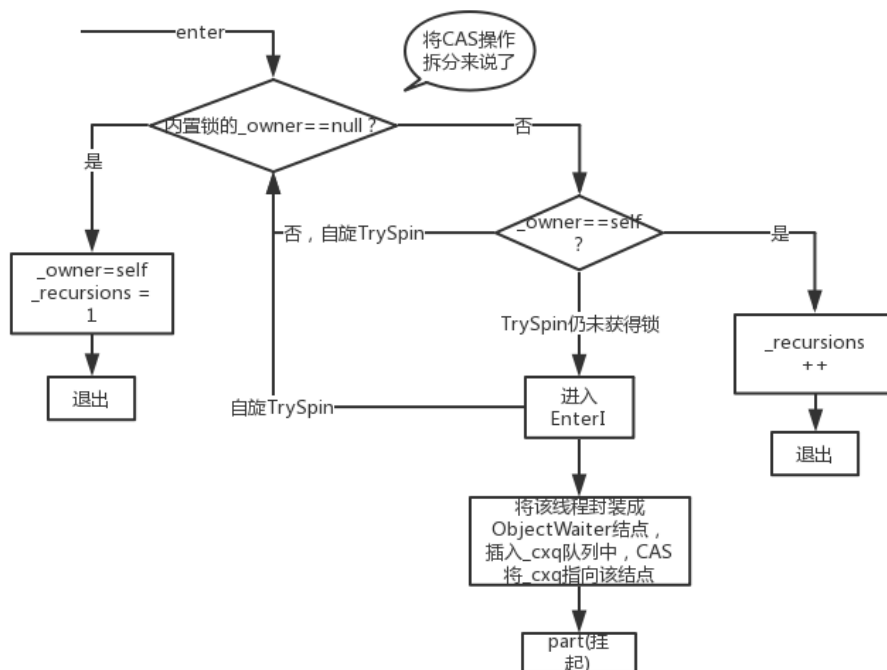 enter
将CAS操作
拆分来说了
内置锁的_owner==null？
是
否
否，自旋TrySpin
_owner==self
?
是
_owner=self
_recursions =
1
TrySpin仍未获得锁
_recursions
++
退出
自旋TrySpin
进入
EnterI
退出
将该线程封装成
ObjectWaiter结点，
插入_cxq队列中，CAS
将_cxq指向该结点
part(挂
起)